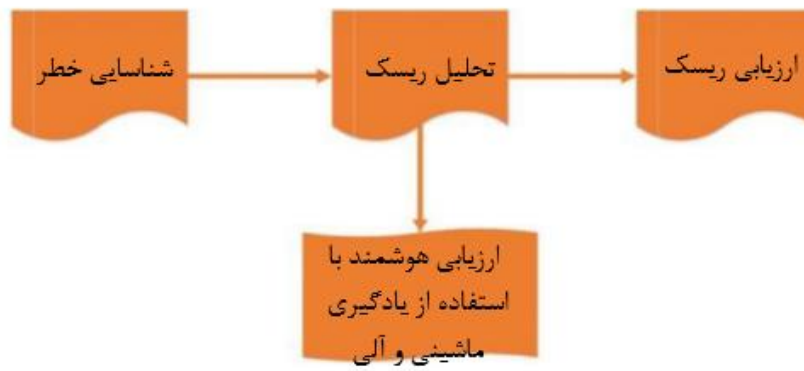 شناسایی خطر
تحلیل ریسک
ارزیابی ریسک
ارزیابی هوشمند با
استفاده از یادگیری
ماشینی و آلی